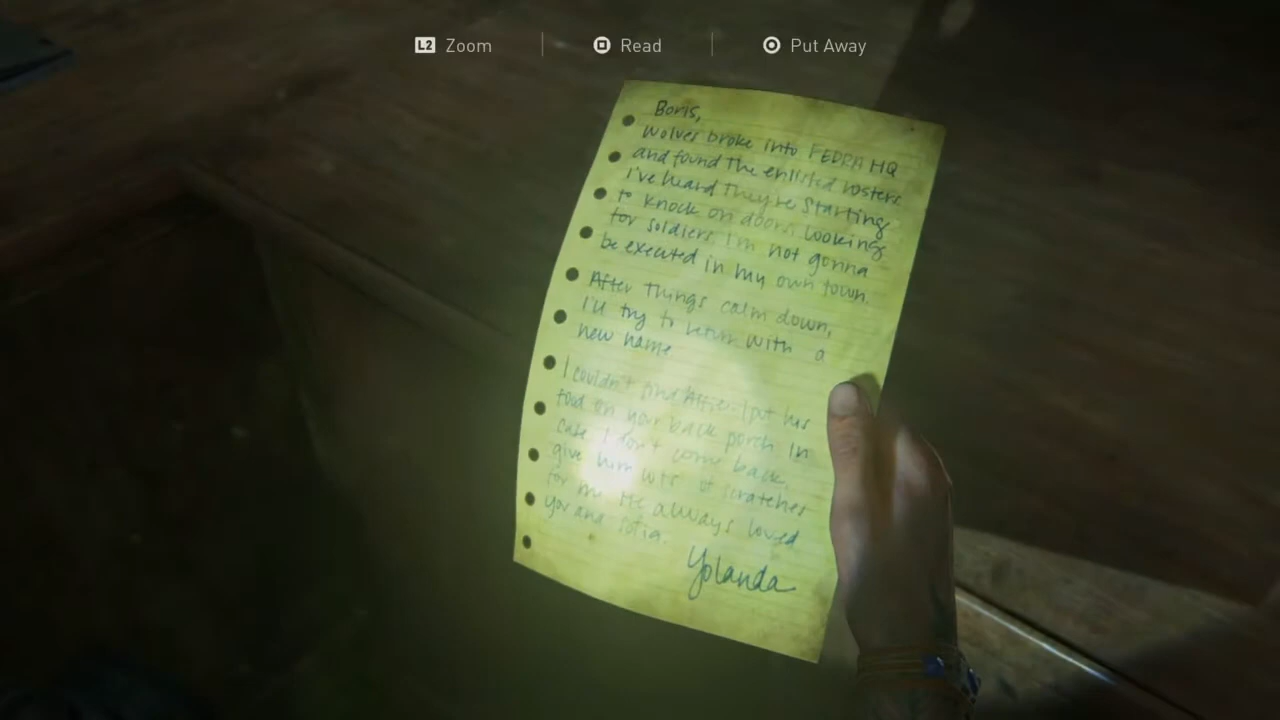 L2 Zoom | Read | Put Away
Boris,
Wolves broke into FEDRA HQ
and found the enlisted rosters.
I've heard they're starting
to knock on doors looking
for soldiers. I'm not gonna
be executed in my own town.
After things calm down,
I'll try to return with a
new name
I couldn't find I put his
food on your back porch in
case I don't come back,
give him lots of scratches
for me. He always loved
you and Sofia.
Yolanda